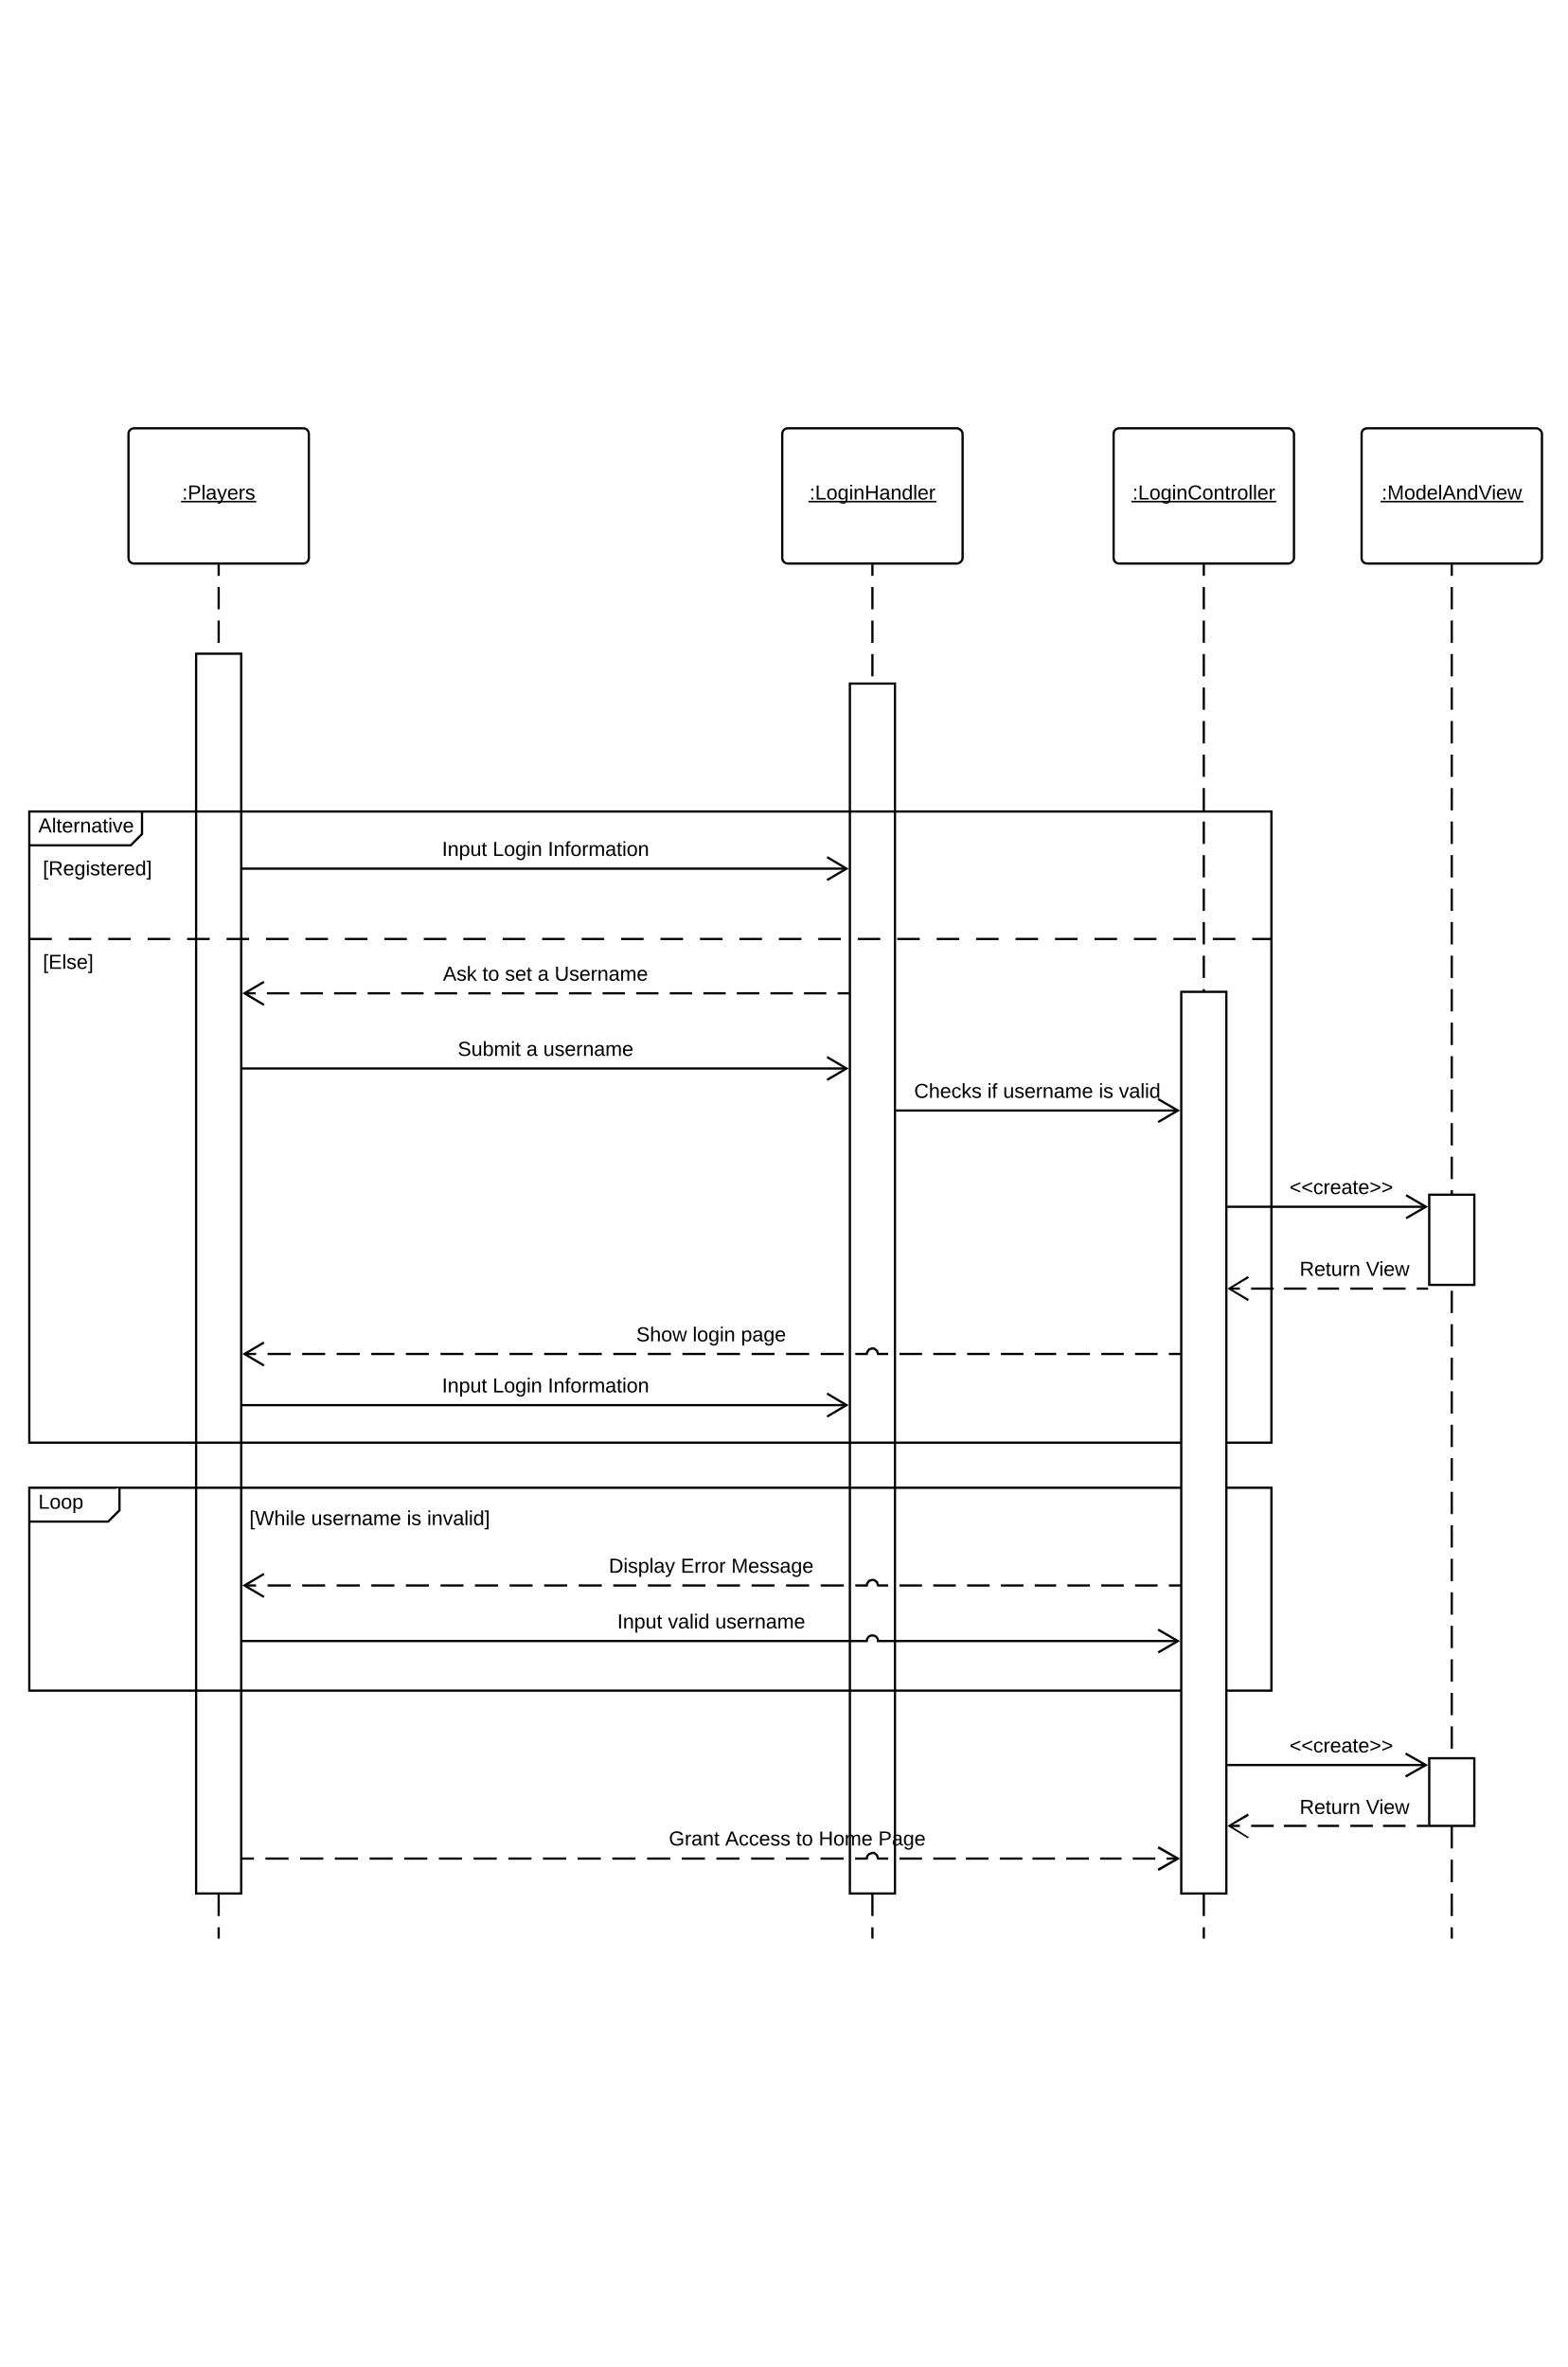 :Players
:LoginHandler
:LoginController
:ModelAndView
Alternative
Input Login Information
[Registered]
[Else]
Ask to set a Username
Submit a username
Checks if username is valid
<<create>>
Return View
Show login page
Input Login Information
Loop
[While username is invalid]
Display Error Message
Input valid username
<<create>>
Return View
Grant Access to Home Page